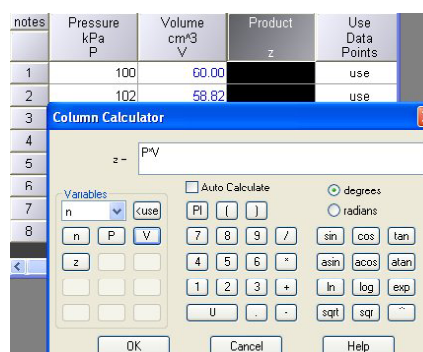 notes Pressure Volume Product Use
kPa cm^3 Data
P V z Points
1 100 60.00 use
2 102 58.82 use
3 Column Calculator
4
5 z = P*V
6 Variables Auto Calculate degrees
7 n <use PI ( ) radians
8 n P V 7 8 9 / sin cos tan
z 4 5 6 * asin acos atan
1 2 3 + ln log exp
U . - sqrt sqr ^
OK Cancel Help